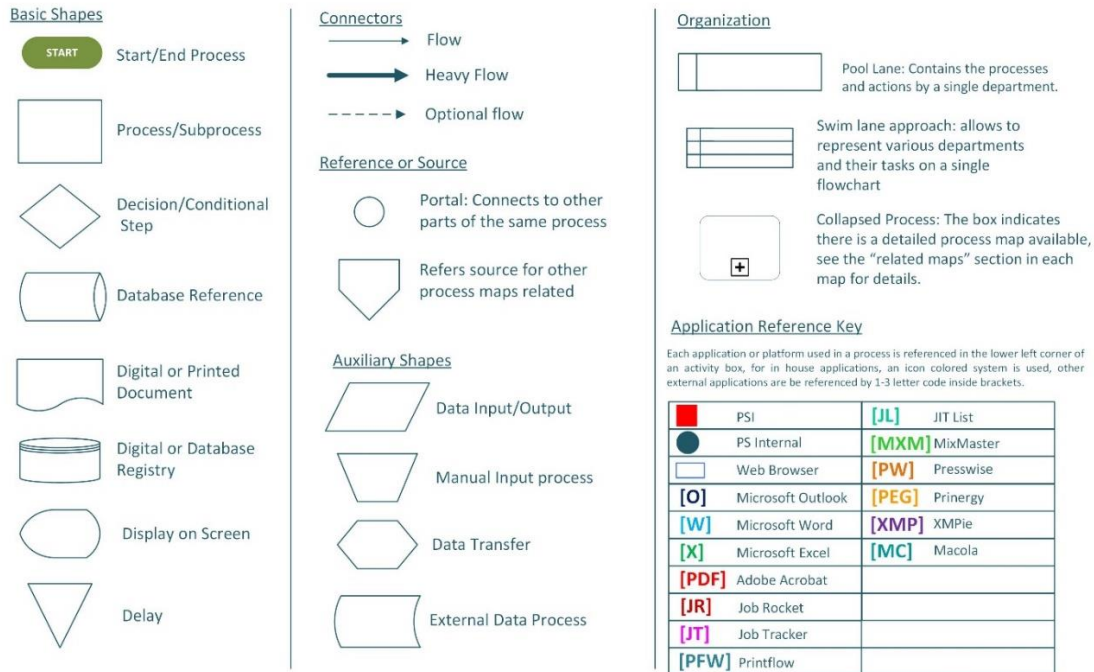 Basic Shapes
START
Start/End Process
Process/Subprocess
Decision/Conditional
Step
Database Reference
Digital or Printed
Document
Digital or Database
Registry
Display on Screen
Delay
Connectors
Flow
Heavy Flow
Optional flow
Reference or Source
Portal: Connects to other
parts of the same process
Refers source for other
process maps related
Auxiliary Shapes
Data Input/Output
Manual Input process
Data Transfer
External Data Process
Organization
Pool Lane: Contains the processes
and actions by a single department.
Swim lane approach: allows to
represent various departments
and their tasks on a single
flowchart
Collapsed Process: The box indicates
there is a detailed process map available,
see the “related maps” section in each
map for details.
Application Reference Key
Each application or platform used in a process is referenced in the lower left corner of
an activity box, for in house applications, an icon colored system is used, other
external applications are be referenced by 1-3 letter code inside brackets.
PSI
[JL] JIT List
PS Internal
[MXM] MixMaster
Web Browser
[PW] Presswise
[O] Microsoft Outlook
[PEG] Prinergy
[W] Microsoft Word
[XMP] XMPie
[X] Microsoft Excel
[MC] Macola
[PDF] Adobe Acrobat
[JR] Job Rocket
[JT] Job Tracker
[PFW] Printflow